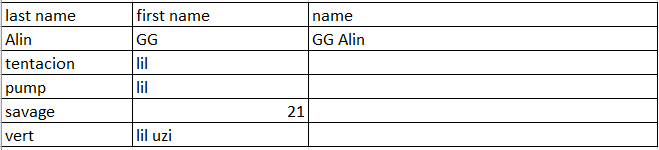 last name first name name
Alin GG GG Alin
tentacion lil
pump lil
savage 21
vert lil uzi